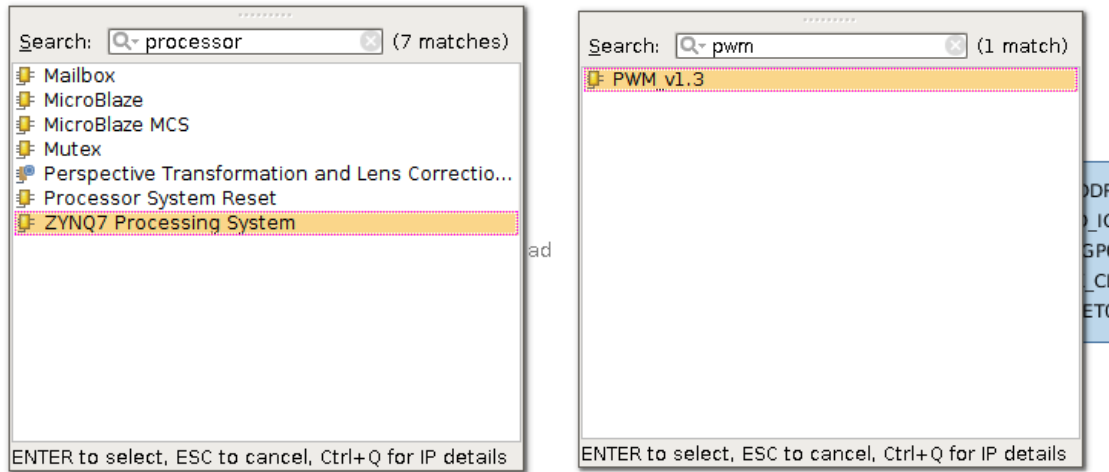 Search: processor (7 matches)
Mailbox
MicroBlaze
MicroBlaze MCS
Mutex
Perspective Transformation and Lens Correctio...
Processor System Reset
ZYNQ7 Processing System
ENTER to select, ESC to cancel, Ctrl+Q for IP details
ad
Search: pwm (1 match)
PWM_v1.3
ENTER to select, ESC to cancel, Ctrl+Q for IP details